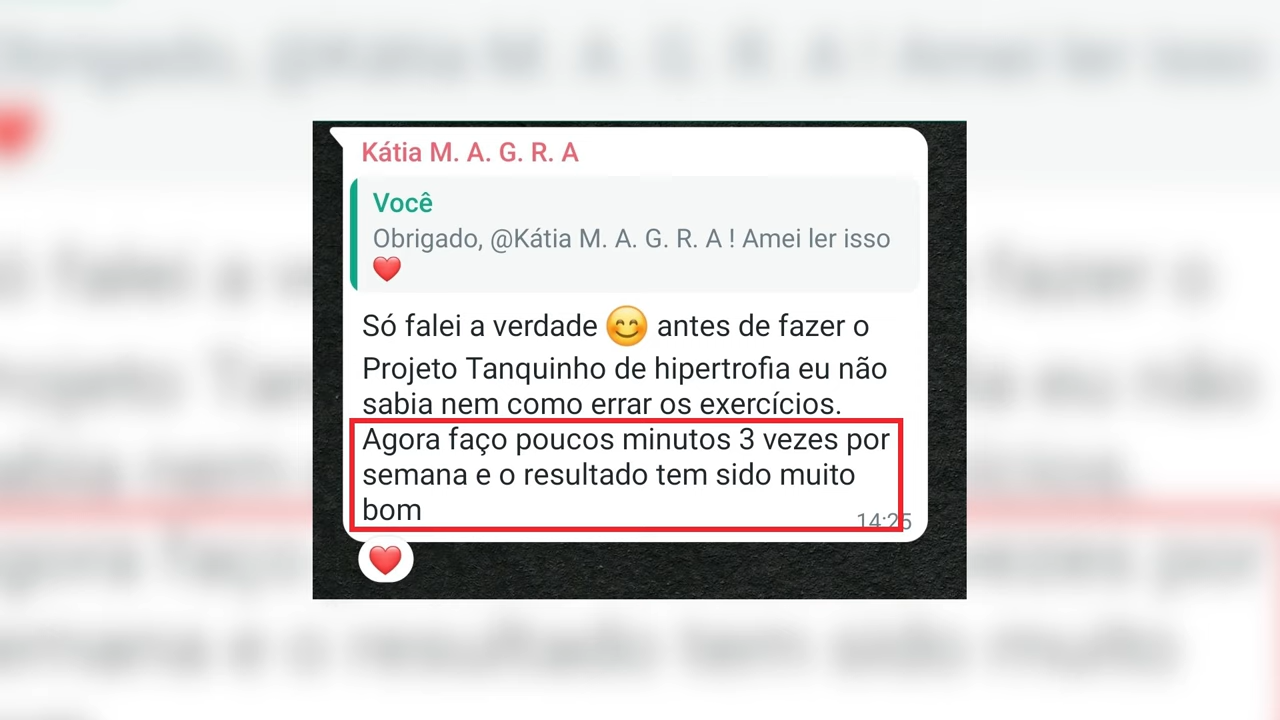 Kátia M. A. G. R. A
Você
Obrigado, @Kátia M. A. G. R. A ! Amei ler isso
❤️
Só falei a verdade 😊 antes de fazer o
Projeto Tanquinho de hipertrofia eu não
sabia nem como errar os exercícios.
Agora faço poucos minutos 3 vezes por
semana e o resultado tem sido muito
bom
14:25
❤️